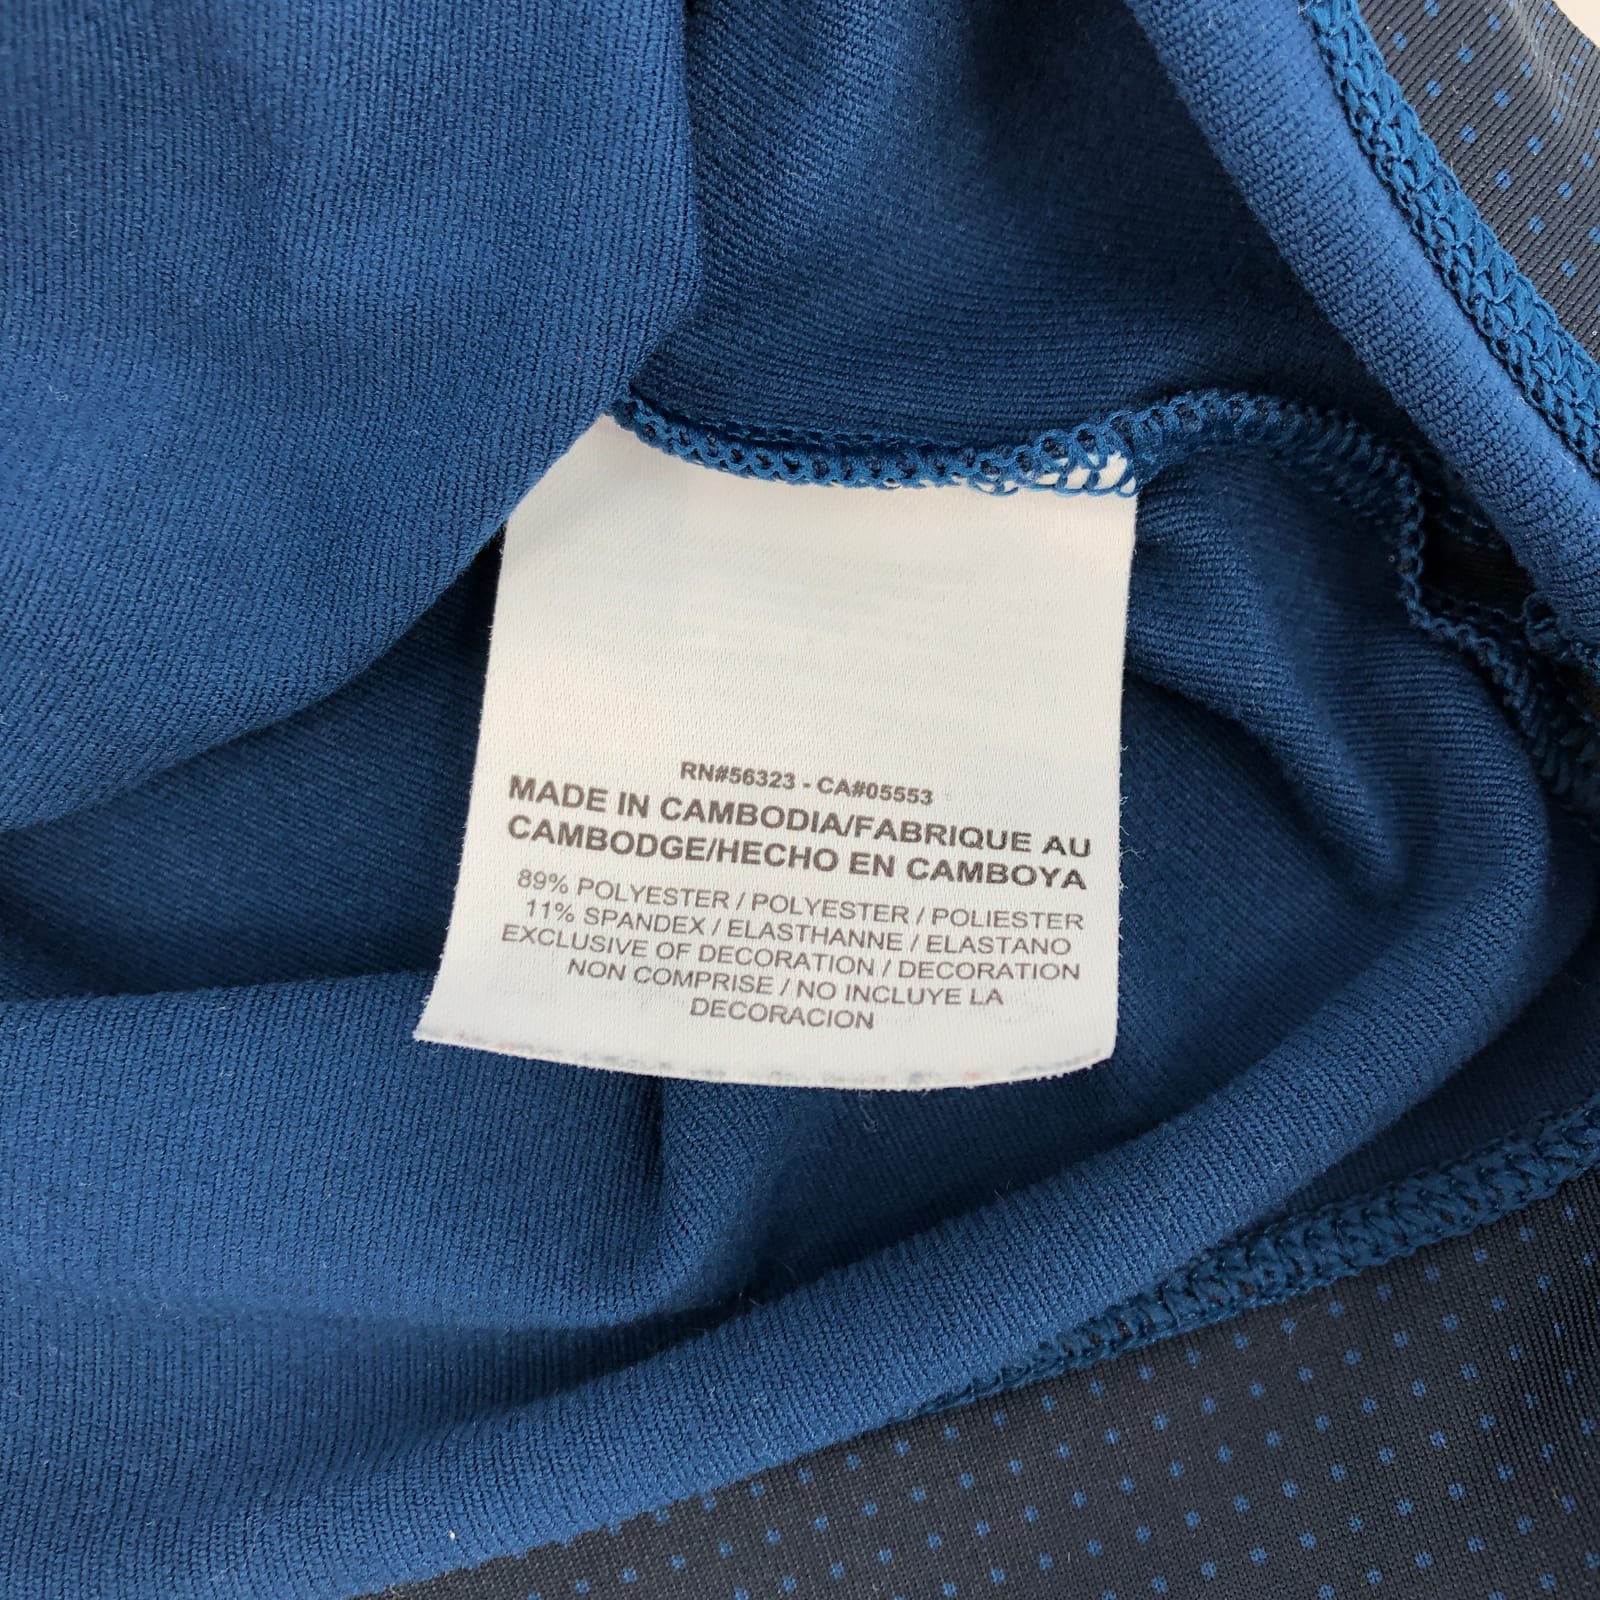 RN#56323 - CA#05553
MADE IN CAMBODIA/FABRIQUE AU
CAMBODGE/HECHO EN CAMBOYA
89% POLYESTER / POLYESTER / POLIESTER
11% SPANDEX / ELASTHANNE / ELASTANO
EXCLUSIVE OF DECORATION / DECORATION
NON COMPRISE / NO INCLUYE LA
DECORACION